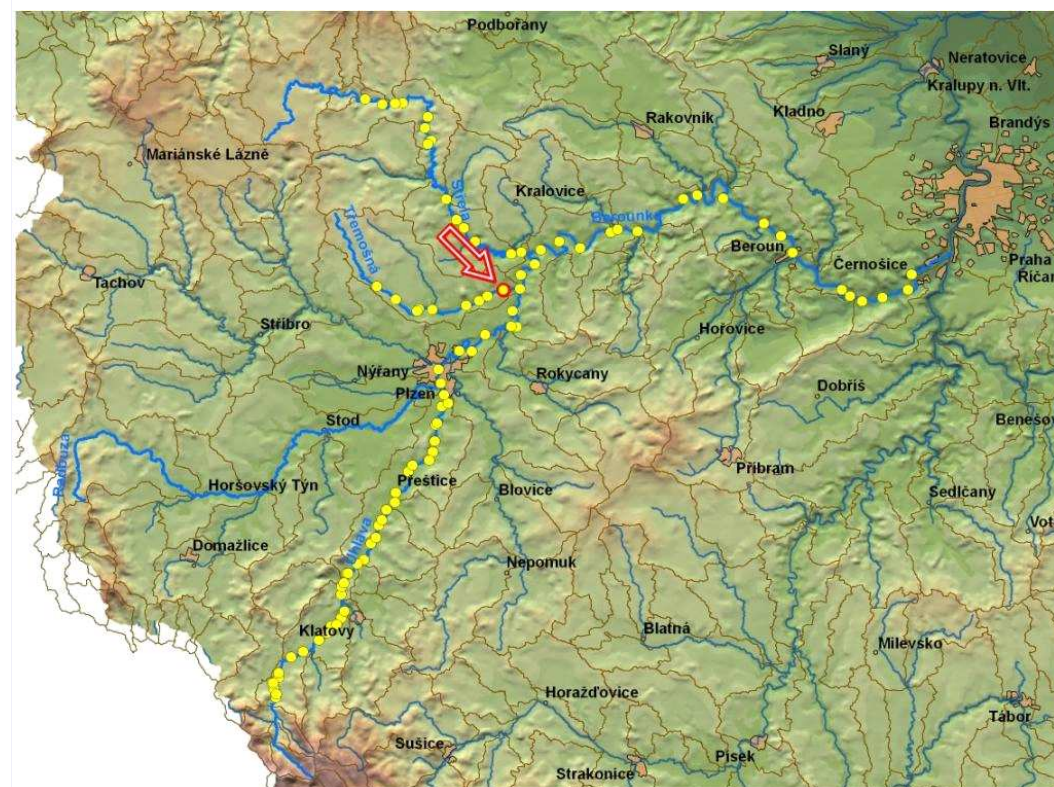 Podbořany
Slaný
Neratovice
Kralupy n. Vlt.
Kladno
Rakovník
Brandýs
Mariánské Lázně
Střela
Kralovice
Třemošná
Berounka
Beroun
Černošice
Praha
Říčan
Tachov
Stříbro
Hořovice
Nýřany
Rokycany
Dobříš
Plzeň
Benešov
Stod
Radbuza
Příbram
Horšovský Týn
Přeštice
Blovice
Sedlčany
Vot
Úhlava
Domažlice
Nepomuk
Klatovy
Blatná
Milevsko
Horažďovice
Tábor
Sušice
Písek
Strakonice